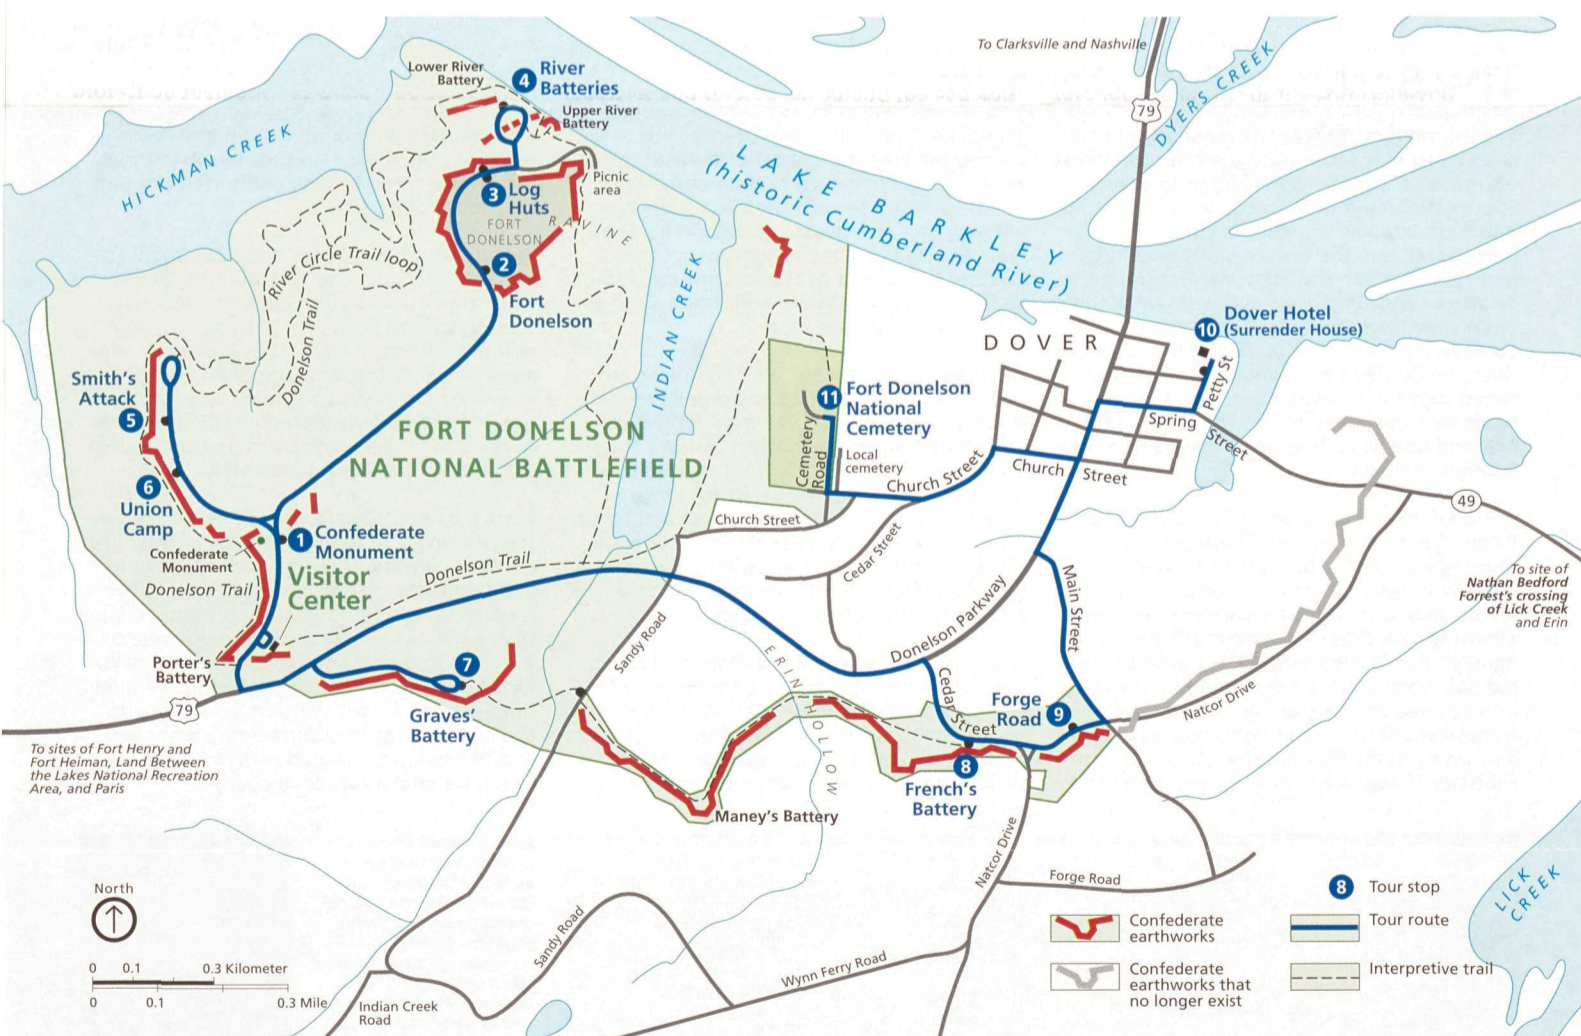 To Clarksville and Nashville
79
DYERS CREEK
HICKMAN CREEK
Lower River
Battery
4
River
Batteries
Upper River
Battery
Picnic
area
3
Log
Huts
FORT
DONELSON
RAVINE
2
Fort
Donelson
LAKE BARKLEY
(historic Cumberland River)
River Circle Trail loop
Donelson Trail
INDIAN CREEK
DOVER
10
Dover Hotel
(Surrender House)
Petty St
Spring
Street
Smith's
Attack
5
6
Union
Camp
FORT DONELSON
NATIONAL BATTLEFIELD
11
Fort Donelson
National
Cemetery
Cemetery
Road
Local
cemetery
Church Street
Church
Street
Church Street
49
Confederate
Monument
1
Confederate
Monument
Visitor
Center
Donelson Trail
Donelson Trail
Cedar Street
Donelson Parkway
Main Street
To site of
Nathan Bedford
Forrest's crossing
of Lick Creek
and Erin
Porter's
Battery
79
To sites of Fort Henry and
Fort Heiman, Land Between
the Lakes National Recreation
Area, and Paris
7
Graves'
Battery
Sandy Road
ERIN HOLLOW
Cedar Street
Forge
Road
9
Natcor Drive
8
French's
Battery
Maney's Battery
Natcor Drive
Forge Road
Sandy Road
Wynn Ferry Road
Indian Creek
Road
LICK
CREEK
North
0
0.1
0.3 Kilometer
0
0.1
0.3 Mile
8
Tour stop
Confederate
earthworks
Tour route
Confederate
earthworks that
no longer exist
Interpretive trail